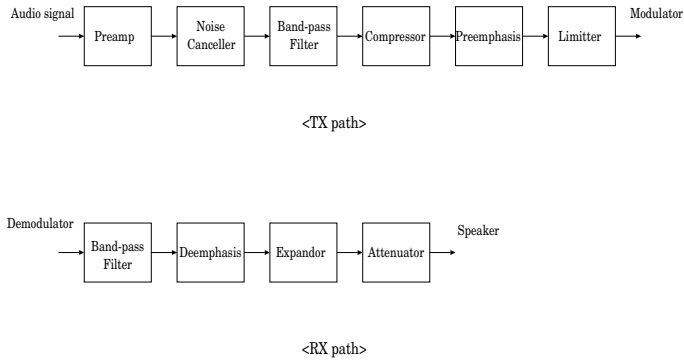 Audio signal
Modulator
Preamp
Noise
Canceller
Band-pass
Filter
Compressor
Preemphasis
Limitter
<TX path>
Demodulator
Speaker
Band-pass
Filter
Deemphasis
Expandor
Attenuator
<RX path>